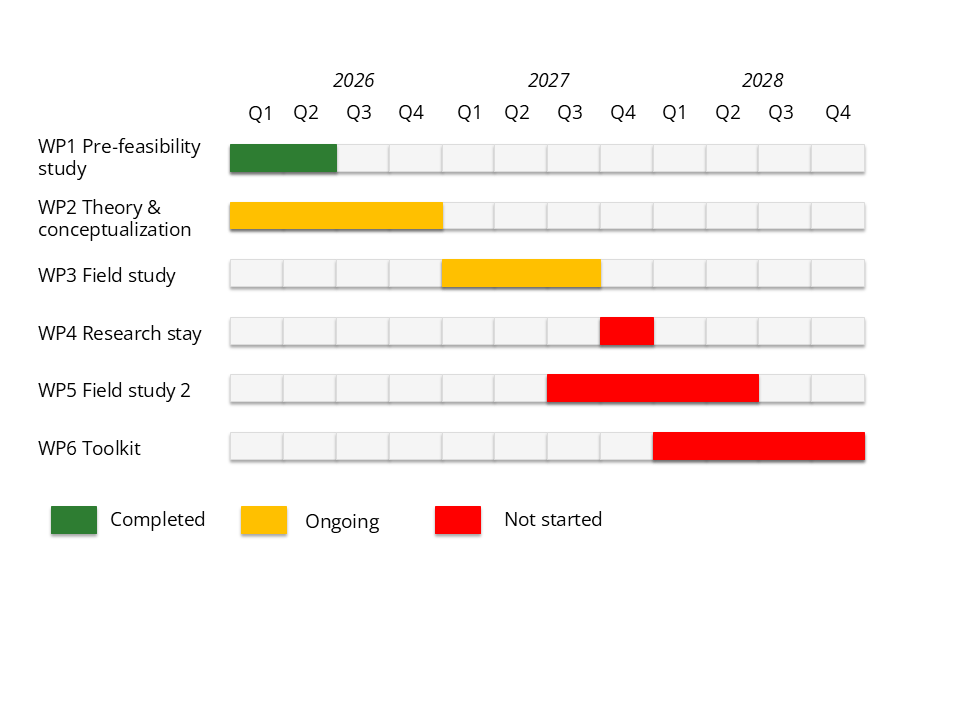 2026 2027 2028
Q1 Q2 Q3 Q4 Q1 Q2 Q3 Q4 Q1 Q2 Q3 Q4
WP1 Pre-feasibility
study
WP2 Theory &
conceptualization
WP3 Field study
WP4 Research stay
WP5 Field study 2
WP6 Toolkit
Completed Ongoing Not started